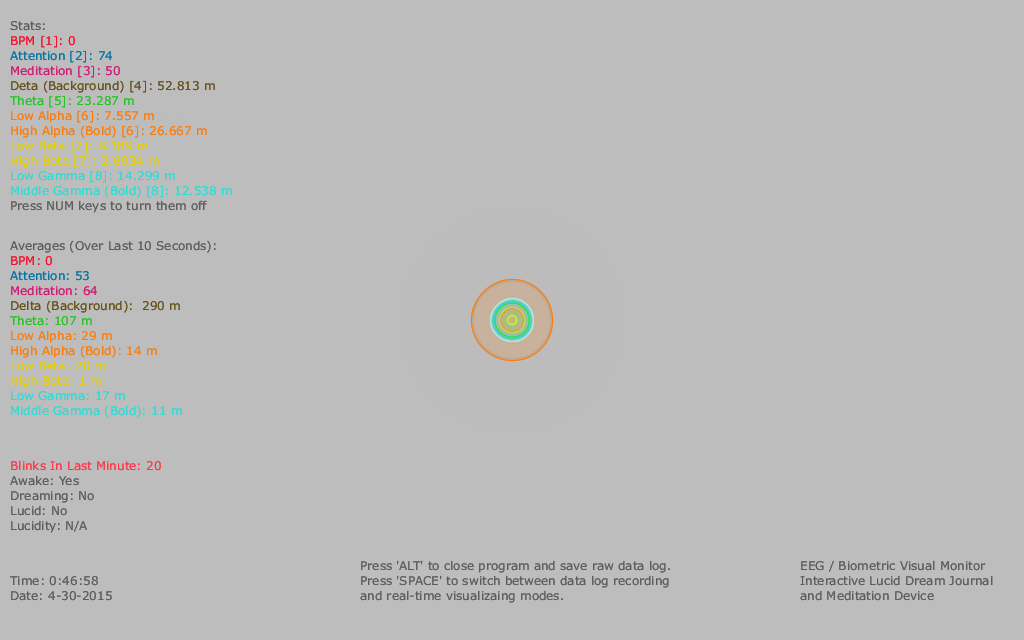 Stats:
BPM [1]: 0
Attention [2]: 74
Meditation [3]: 50
Deta (Background) [4]: 52.813 m
Theta [5]: 23.287 m
Low Alpha [6]: 7.557 m
High Alpha (Bold) [6]: 26.667 m
Low Beta [7]: 5.389 m
High Beta [7]: 2.6934 m
Low Gamma [8]: 14.299 m
Middle Gamma (Bold) [8]: 12.538 m
Press NUM keys to turn them off
Averages (Over Last 10 Seconds):
BPM: 0
Attention: 53
Meditation: 64
Delta (Background): 290 m
Theta: 107 m
Low Alpha: 29 m
High Alpha (Bold): 14 m
Low Beta: 20 m
High Beta: 1 m
Low Gamma: 17 m
Middle Gamma (Bold): 11 m
Blinks In Last Minute: 20
Awake: Yes
Dreaming: No
Lucid: No
Lucidity: N/A
Time: 0:46:58
Date: 4-30-2015
Press 'ALT' to close program and save raw data log.
Press 'SPACE' to switch between data log recording
and real-time visualizaing modes.
EEG / Biometric Visual Monitor
Interactive Lucid Dream Journal
and Meditation Device